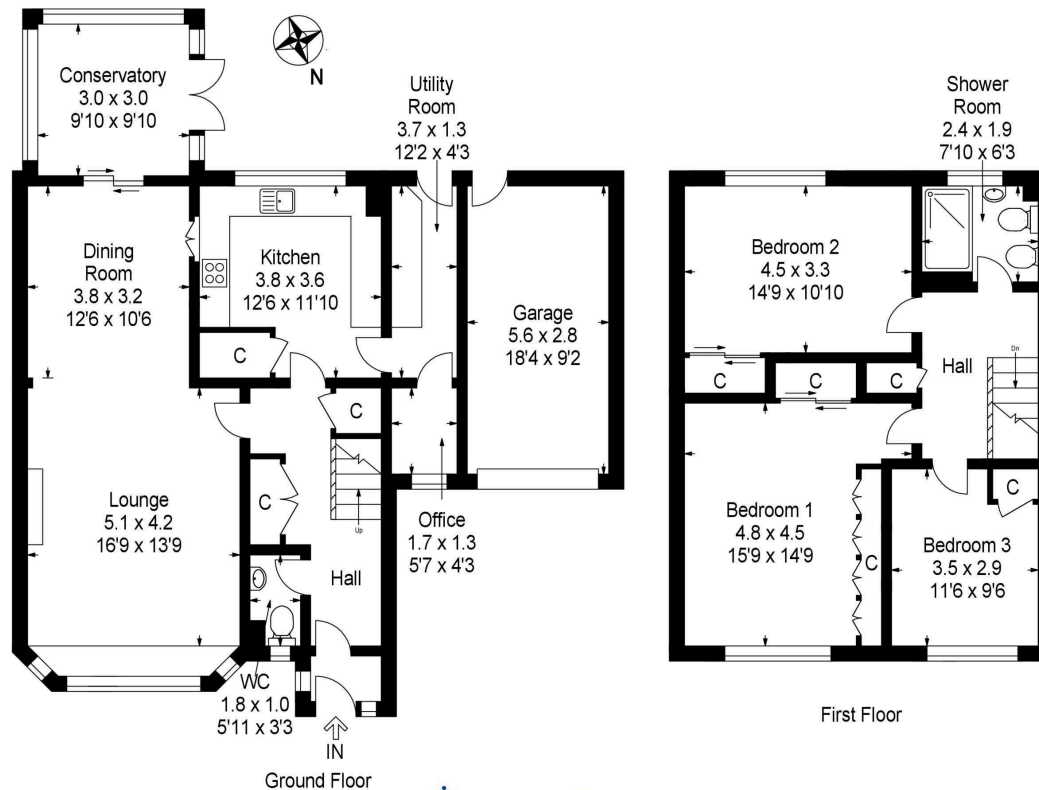 Conservatory
3.0 x 3.0
9'10 x 9'10
N
Utility
Room
3.7 x 1.3
12'2 x 4'3
Dining
Room
3.8 x 3.2
12'6 x 10'6
Kitchen
3.8 x 3.6
12'6 x 11'10
C
Garage
5.6 x 2.8
18'4 x 9'2
C
Lounge
5.1 x 4.2
16'9 x 13'9
C
Up
Office
1.7 x 1.3
5'7 x 4'3
Hall
WC
1.8 x 1.0
5'11 x 3'3
IN
Ground Floor
Shower
Room
2.4 x 1.9
7'10 x 6'3
Bedroom 2
4.5 x 3.3
14'9 x 10'10
C
C
C
Hall
Dn
Bedroom 1
4.8 x 4.5
15'9 x 14'9
C
C
Bedroom 3
3.5 x 2.9
11'6 x 9'6
First Floor